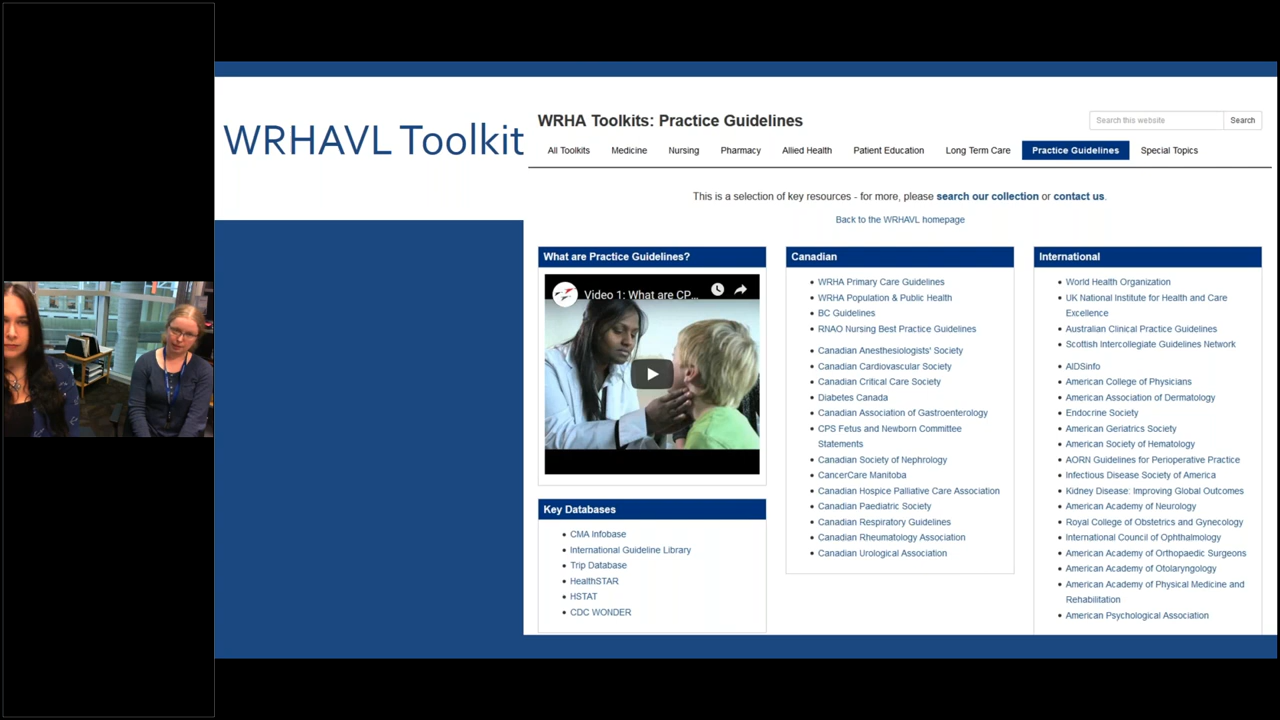 WRHAVL Toolkit
WRHA Toolkits: Practice Guidelines
Search this website
Search
All Toolkits
Medicine
Nursing
Pharmacy
Allied Health
Patient Education
Long Term Care
Practice Guidelines
Special Topics
This is a selection of key resources - for more, please search our collection or contact us.
Back to the WRHAVL homepage
What are Practice Guidelines?
Video 1: What are CP...
Key Databases
CMA Infobase
International Guideline Library
Trip Database
HealthSTAR
HSTAT
CDC WONDER
Canadian
WRHA Primary Care Guidelines
WRHA Population & Public Health
BC Guidelines
RNAO Nursing Best Practice Guidelines
Canadian Anesthesiologists' Society
Canadian Cardiovascular Society
Canadian Critical Care Society
Diabetes Canada
Canadian Association of Gastroenterology
CPS Fetus and Newborn Committee
Statements
Canadian Society of Nephrology
CancerCare Manitoba
Canadian Hospice Palliative Care Association
Canadian Paediatric Society
Canadian Respiratory Guidelines
Canadian Rheumatology Association
Canadian Urological Association
International
World Health Organization
UK National Institute for Health and Care
Excellence
Australian Clinical Practice Guidelines
Scottish Intercollegiate Guidelines Network
AIDSinfo
American College of Physicians
American Association of Dermatology
Endocrine Society
American Geriatrics Society
American Society of Hematology
AORN Guidelines for Perioperative Practice
Infectious Disease Society of America
Kidney Disease: Improving Global Outcomes
American Academy of Neurology
Royal College of Obstetrics and Gynecology
International Council of Ophthalmology
American Academy of Orthopaedic Surgeons
American Academy of Otolaryngology
American Academy of Physical Medicine and
Rehabilitation
American Psychological Association